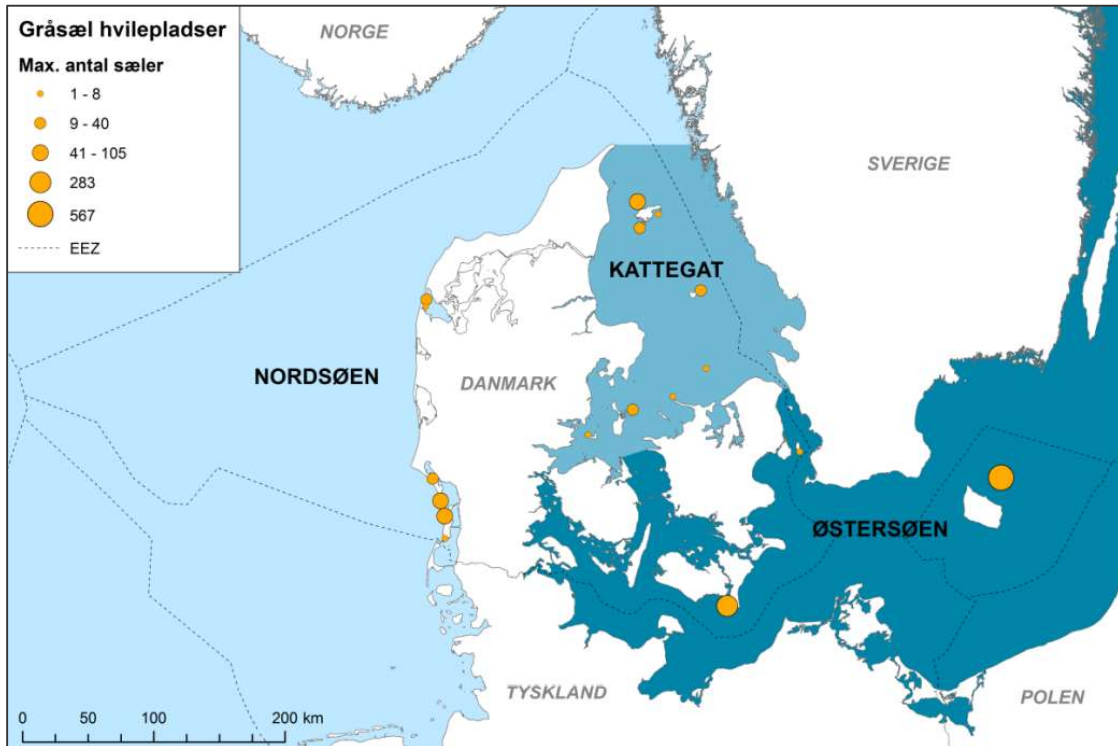 Gråsæl hvilepladser
Max. antal sæler
1 - 8
9 - 40
41 - 105
283
567
EEZ
NORGE
SVERIGE
KATTEGAT
NORDSØEN
DANMARK
ØSTERSØEN
TYSKLAND
POLEN
0 50 100 200 km